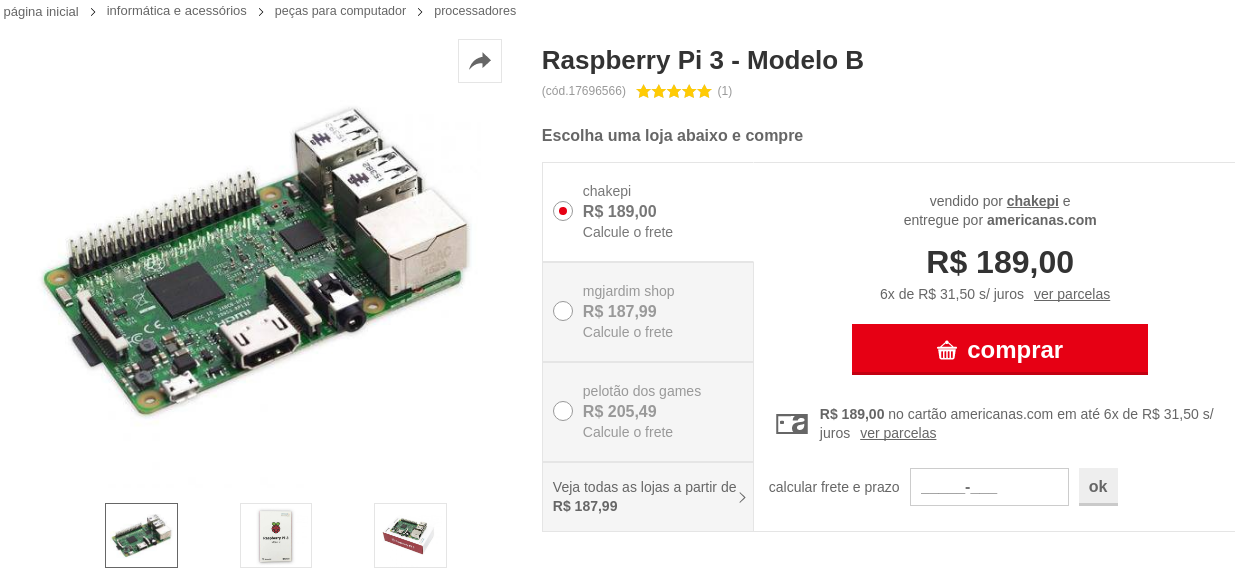 página inicial > informática e acessórios > peças para computador > processadores
Raspberry Pi 3 - Modelo B
(cód.17696566) (1)
Escolha uma loja abaixo e compre
chakepi
R$ 189,00
Calcule o frete
mgjardim shop
R$ 187,99
Calcule o frete
pelotão dos games
R$ 205,49
Calcule o frete
Veja todas as lojas a partir de
R$ 187,99
vendido por chakepi e
entregue por americanas.com
R$ 189,00
6x de R$ 31,50 s/ juros ver parcelas
comprar
R$ 189,00 no cartão americanas.com em até 6x de R$ 31,50 s/
juros ver parcelas
calcular frete e prazo _____-___ ok
HDMI
Raspberry Pi 3